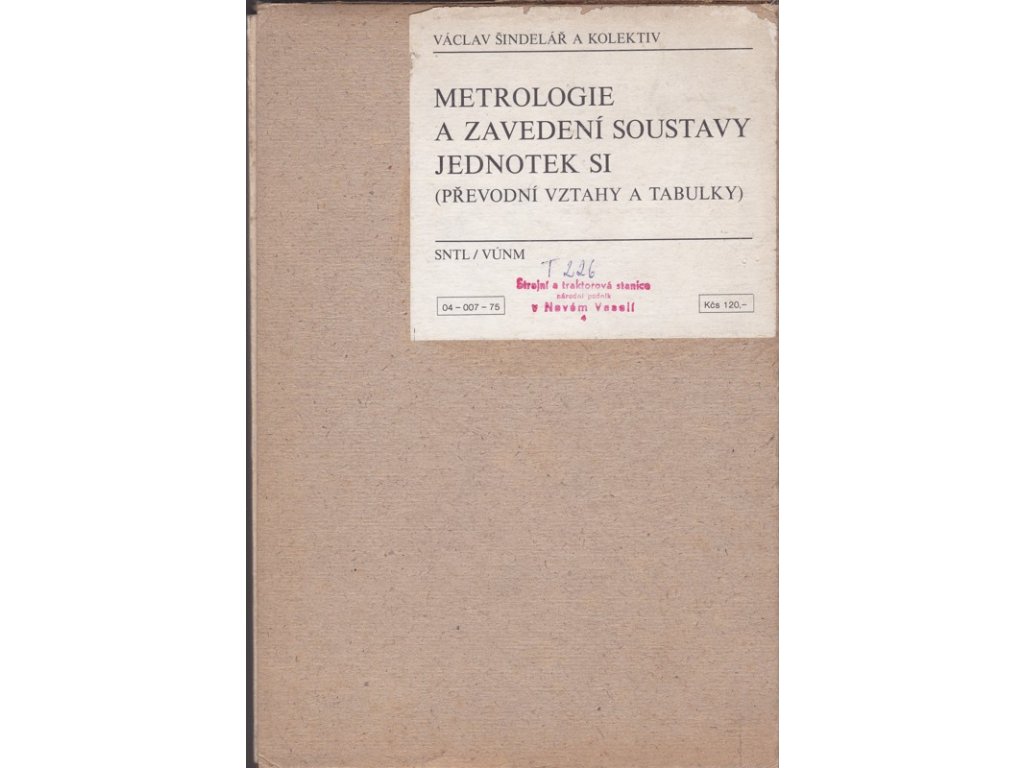 VÁCLAV ŠINDELÁŘ A KOLEKTIV
METROLOGIE
A ZAVEDENÍ SOUSTAVY
JEDNOTEK SI
(PŘEVODNÍ VZTAHY A TABULKY)
SNTL / VÚNM
T 226
Strojní a traktorová stanice
národní podnik
v Novém Veselí
4
04 – 007 – 75
Kčs 120,–